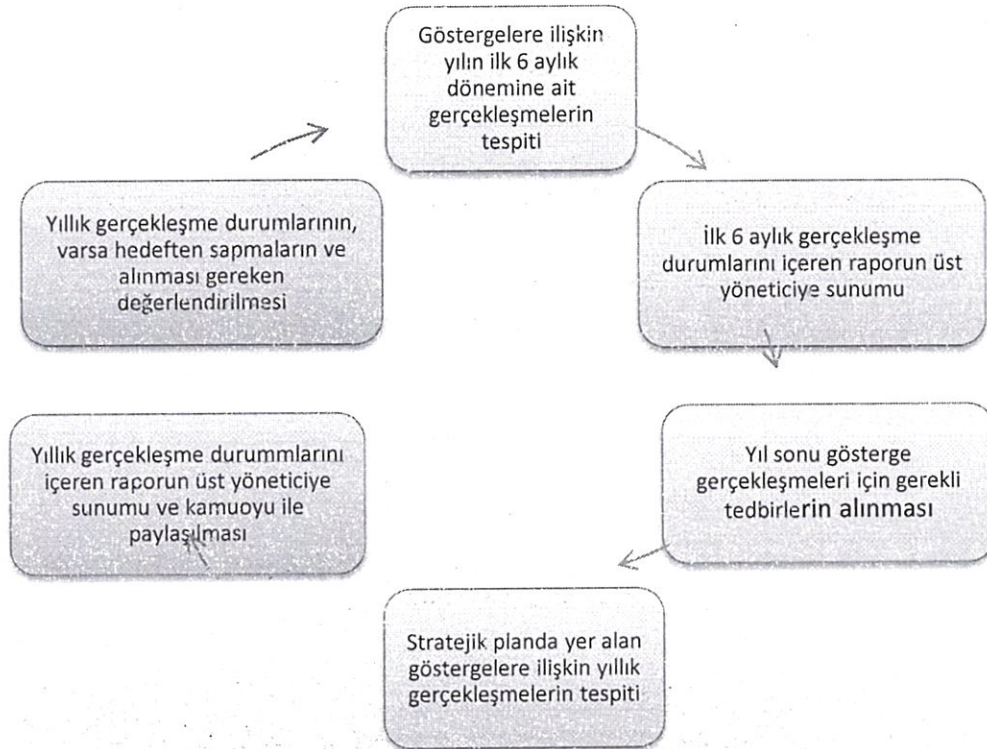 Göstergelere ilişkin
yılın ilk 6 aylık
dönemine ait
gerçekleşmelerin
tespiti
İlk 6 aylık gerçekleşme
durumlarını içeren raporun üst
yöneticiye sunumu
Yıl sonu gösterge
gerçekleşmeleri için gerekli
tedbirlerin alınması
Stratejik planda yer alan
göstergelere ilişkin yıllık
gerçekleşmelerin tespiti
Yıllık gerçekleşme durummlarını
içeren raporun üst yöneticiye
sunumu ve kamuoyu ile
paylaşılması
Yıllık gerçekleşme durumlarının,
varsa hedeften sapmaların ve
alınması gereken
değerlendirilmesi